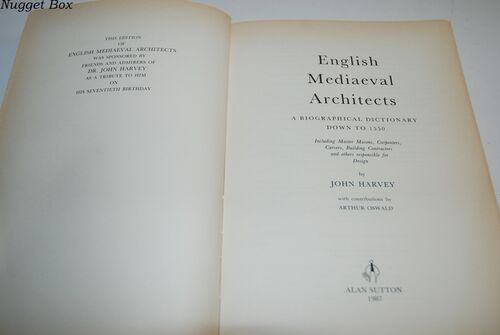 Nugget Box
THIS EDITION
OF
ENGLISH MEDIAEVAL ARCHITECTS
WAS SPONSORED BY
FRIENDS AND ADMIRERS OF
DR. JOHN HARVEY
AS A TRIBUTE TO HIM
ON
HIS SEVENTIETH BIRTHDAY
English
Mediaeval
Architects
A BIOGRAPHICAL DICTIONARY
DOWN TO 1550
Including Master Masons, Carpenters,
Carvers, Building Contractors
and others responsible for
Design
by
JOHN HARVEY
with contributions by
ARTHUR OSWALD
ALAN SUTTON
1987